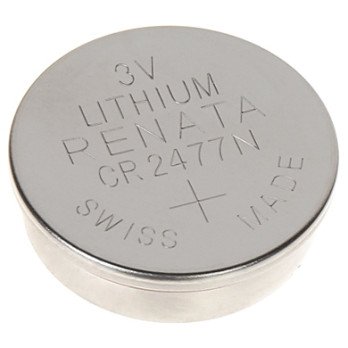 3V
LITHIUM
RENATA
CR 2477N
+
SWISS MADE